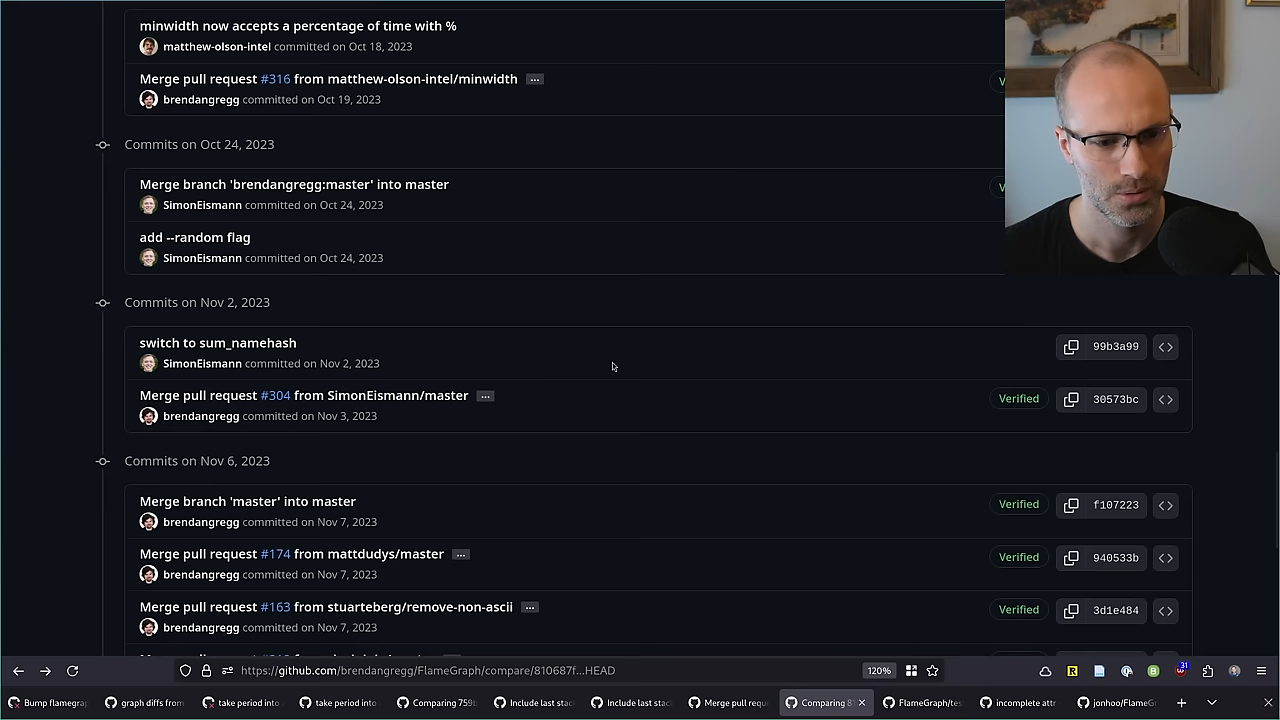 minwidth now accepts a percentage of time with %
matthew-olson-intel committed on Oct 18, 2023
Merge pull request #316 from matthew-olson-intel/minwidth ...
brendangregg committed on Oct 19, 2023
Commits on Oct 24, 2023
Merge branch 'brendangregg:master' into master
SimonEismann committed on Oct 24, 2023
add --random flag
SimonEismann committed on Oct 24, 2023
Commits on Nov 2, 2023
switch to sum_namehash
99b3a99
SimonEismann committed on Nov 2, 2023
Merge pull request #304 from SimonEismann/master ...
Verified 30573bc
brendangregg committed on Nov 3, 2023
Commits on Nov 6, 2023
Merge branch 'master' into master
Verified f107223
brendangregg committed on Nov 7, 2023
Merge pull request #174 from mattdudys/master ...
Verified 940533b
brendangregg committed on Nov 7, 2023
Merge pull request #163 from stuarteberg/remove-non-ascii ...
Verified 3d1e484
brendangregg committed on Nov 7, 2023
https://github.com/brendangregg/FlameGraph/compare/810687f...HEAD 120% 31
Bump flamegra graph diffs from take period into take period into Comparing 759b Include last stac Include last stac Merge pull requ Comparing 8 FlameGraph/tes incomplete attr jonhoo/FlameGr